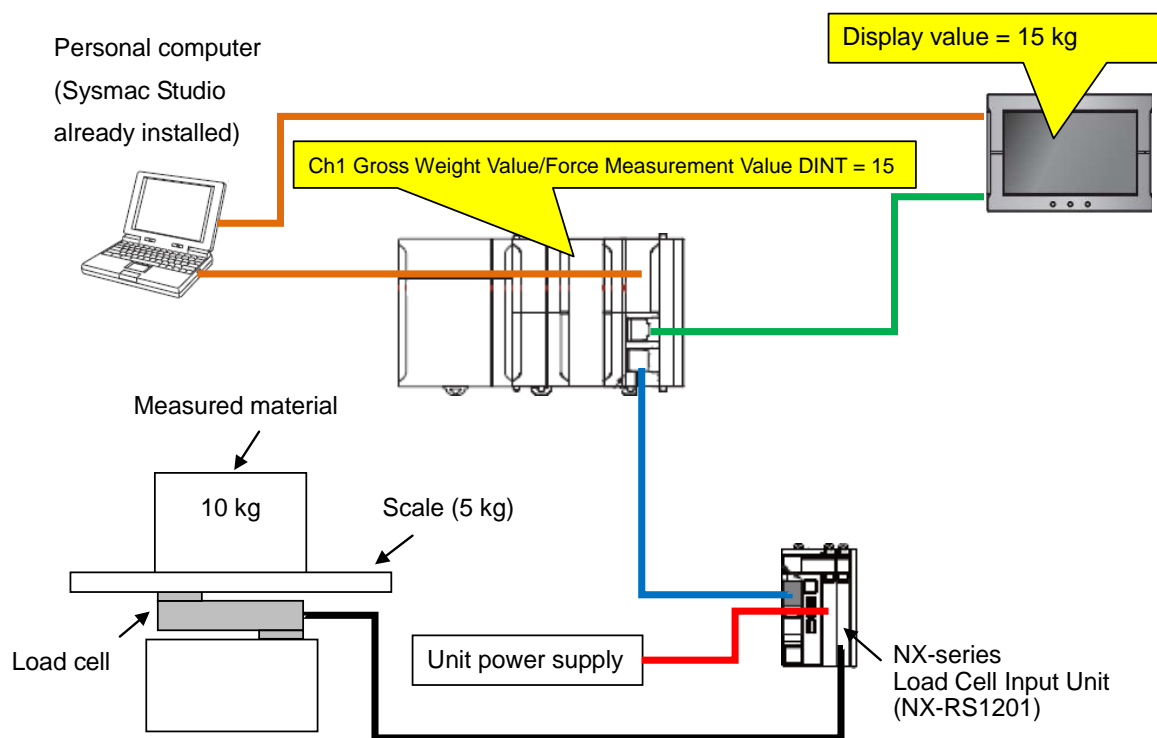 Personal computer
(Sysmac Studio
already installed)
Display value = 15 kg
Ch1 Gross Weight Value/Force Measurement Value DINT = 15
Measured material
10 kg
Scale (5 kg)
Load cell
Unit power supply
NX-series
Load Cell Input Unit
(NX-RS1201)